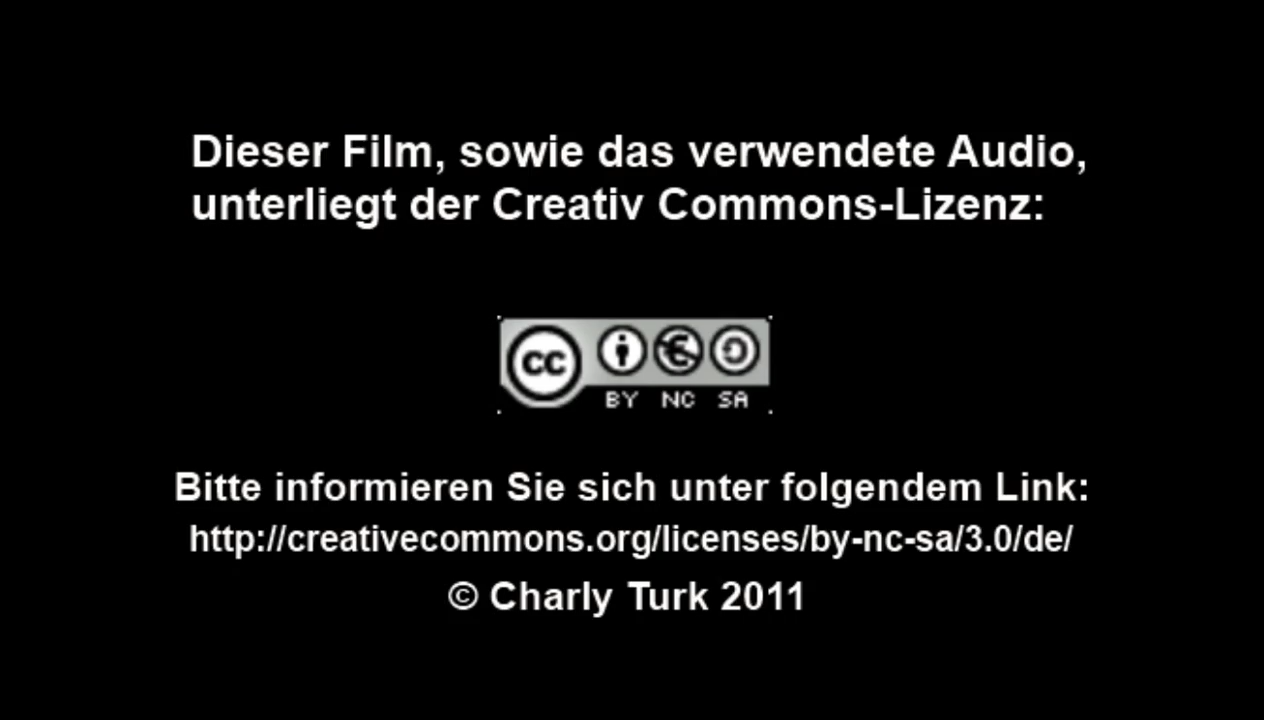 Dieser Film, sowie das verwendete Audio,
unterliegt der Creativ Commons-Lizenz:
cc
BY NC SA
Bitte informieren Sie sich unter folgendem Link:
http://creativecommons.org/licenses/by-nc-sa/3.0/de/
© Charly Turk 2011